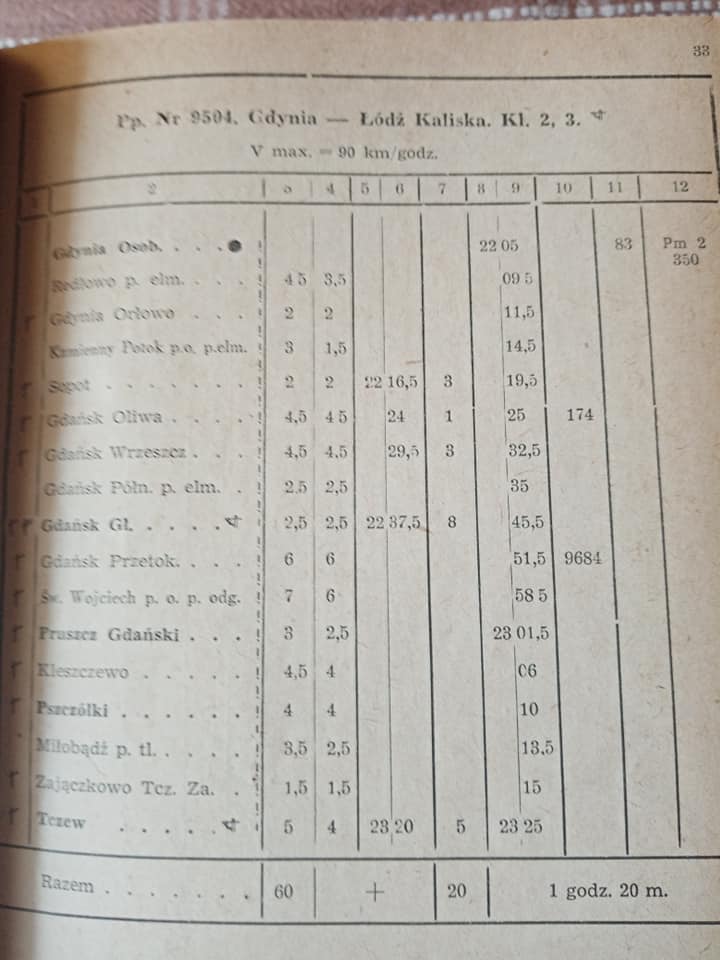 33
Pp. Nr 9504. Gdynia — Łódź Kaliska. Kl. 2, 3.
V max. = 90 km/godz.
1 2 3 4 5 6 7 8 9 10 11 12
Gdynia Osob. . . . ● 22 05 83 Pm 2
350
Redłowo p. elm. . . . 4 5 3,5 09 5
Gdynia Orłowo . . . 2 2 11,5
Kamienny Potok p.o. p.elm. 3 1,5 14,5
Sopot . . . . . . . 2 2 22 16,5 3 19,5
Gdańsk Oliwa . . . . 4,5 4 5 24 1 25 174
Gdańsk Wrzeszcz . . . 4,5 4,5 29,5 3 32,5
Gdańsk Półn. p. elm. . 2 5 2,5 35
Gdańsk Gł. . . . . 2,5 2,5 22 37,5 8 45,5
Gdańsk Przetok. . . . 6 6 51,5 9684
Św. Wojciech p. o. p. odg. 7 6 58 5
Pruszcz Gdański . . . 3 2,5 23 01,5
Kleszczewo . . . . . 4,5 4 06
Pszczółki . . . . . . 4 4 10
Miłobądź p. tl. . . . . 3,5 2,5 13,5
Zajączkowo Tcz. Za. . 1,5 1,5 15
Tczew . . . . . 5 4 23 20 5 23 25
Razem . . . . . . . 60 + 20 1 godz. 20 m.